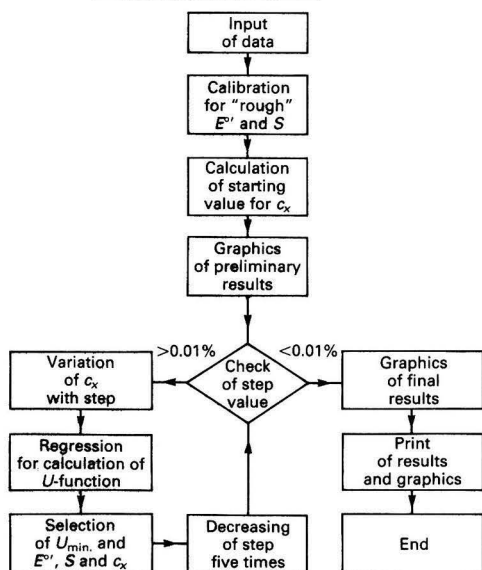 Input
of data
Calibration
for "rough"
E°′ and S
Calculation
of starting
value for cₓ
Graphics
of preliminary
results
>0.01%
<0.01%
Check
of step
value
Variation
of cₓ
with step
Regression
for calculation of
U-function
Selection
of Umin. and
E°′, S and cₓ
Decreasing
of step
five times
Graphics
of final
results
Print
of results
and graphics
End